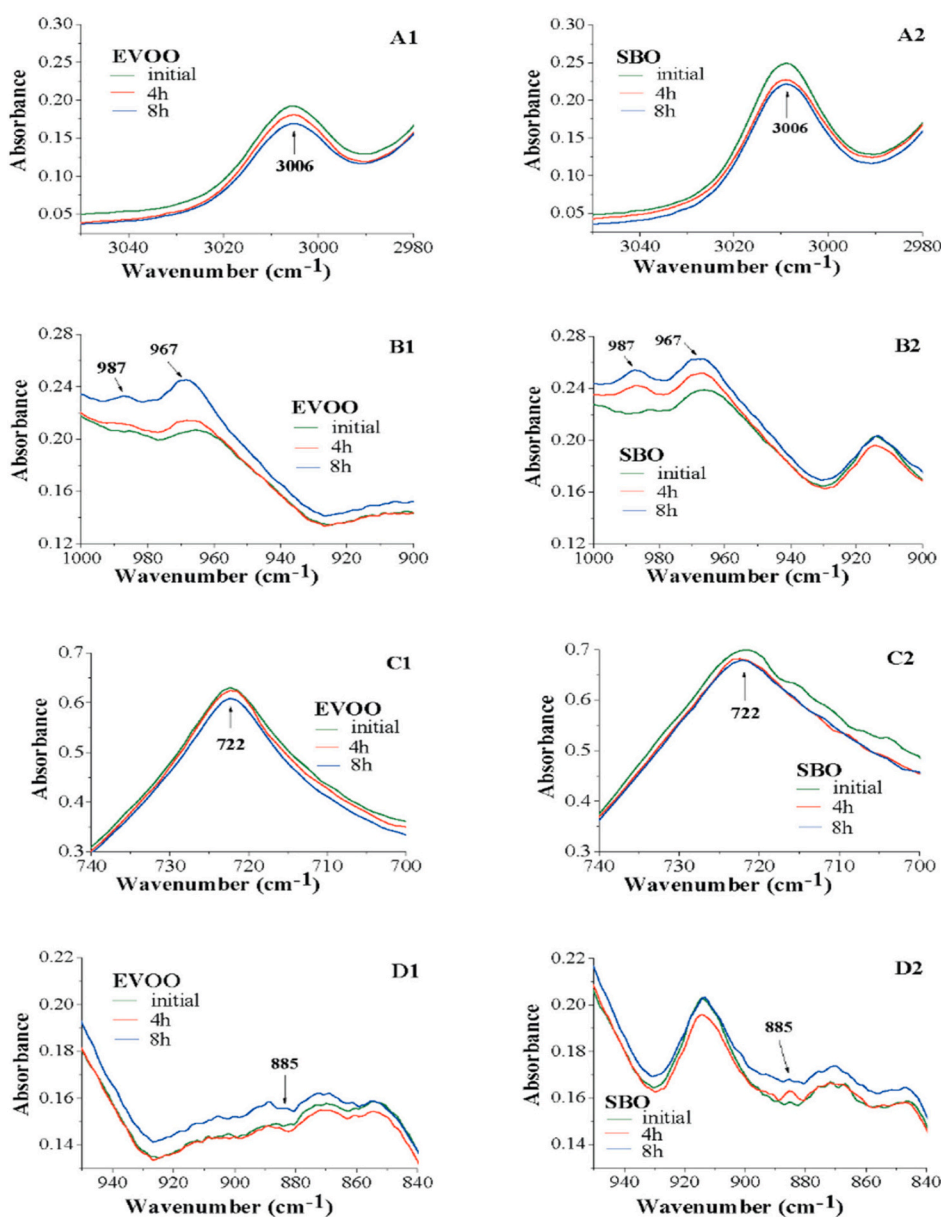 A1
EVOO
initial
4h
8h
3006
0.30
0.25
0.20
0.15
0.10
0.05
Absorbance
3040 3020 3000 2980
Wavenumber (cm-1)
A2
SBO
initial
4h
8h
3006
0.30
0.25
0.20
0.15
0.10
0.05
Absorbance
3040 3020 3000 2980
Wavenumber (cm-1)
B1
987
967
EVOO
initial
4h
8h
0.28
0.24
0.20
0.16
0.12
Absorbance
1000 980 960 940 920 900
Wavenumber (cm-1)
B2
987
967
SBO
initial
4h
8h
0.28
0.24
0.20
0.16
0.12
Absorbance
1000 980 960 940 920 900
Wavenumber (cm-1)
C1
EVOO
initial
4h
8h
722
0.7
0.6
0.5
0.4
0.3
Absorbance
740 730 720 710 700
Wavenumber (cm-1)
C2
722
SBO
initial
4h
8h
0.7
0.6
0.5
0.4
0.3
Absorbance
740 730 720 710 700
Wavenumber (cm-1)
D1
EVOO
initial
4h
8h
885
0.22
0.20
0.18
0.16
0.14
Absorbance
940 920 900 880 860 840
Wavenumber (cm-1)
D2
885
SBO
initial
4h
8h
0.22
0.20
0.18
0.16
0.14
Absorbance
940 920 900 880 860 840
Wavenumber (cm-1)